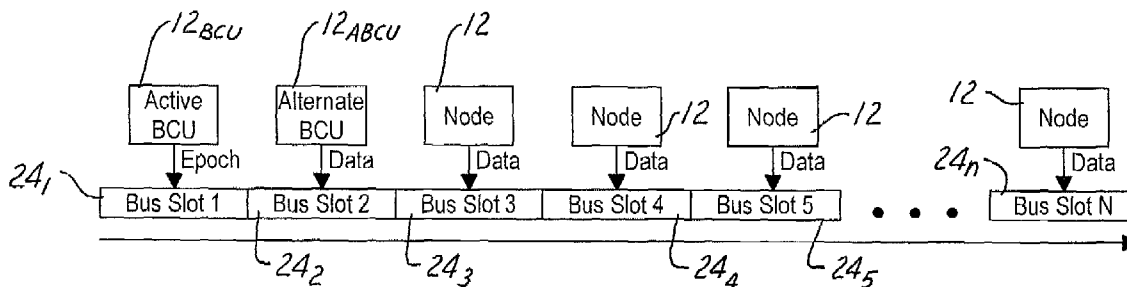 12BCU 12ABCU 12
Active BCU
Alternate BCU
Node
Node 12
Node 12
12 Node
Epoch Data Data Data Data Data
24₁ Bus Slot 1 Bus Slot 2 Bus Slot 3 Bus Slot 4 Bus Slot 5 • • • 24n Bus Slot N
24₂ 24₃ 24₄ 24₅